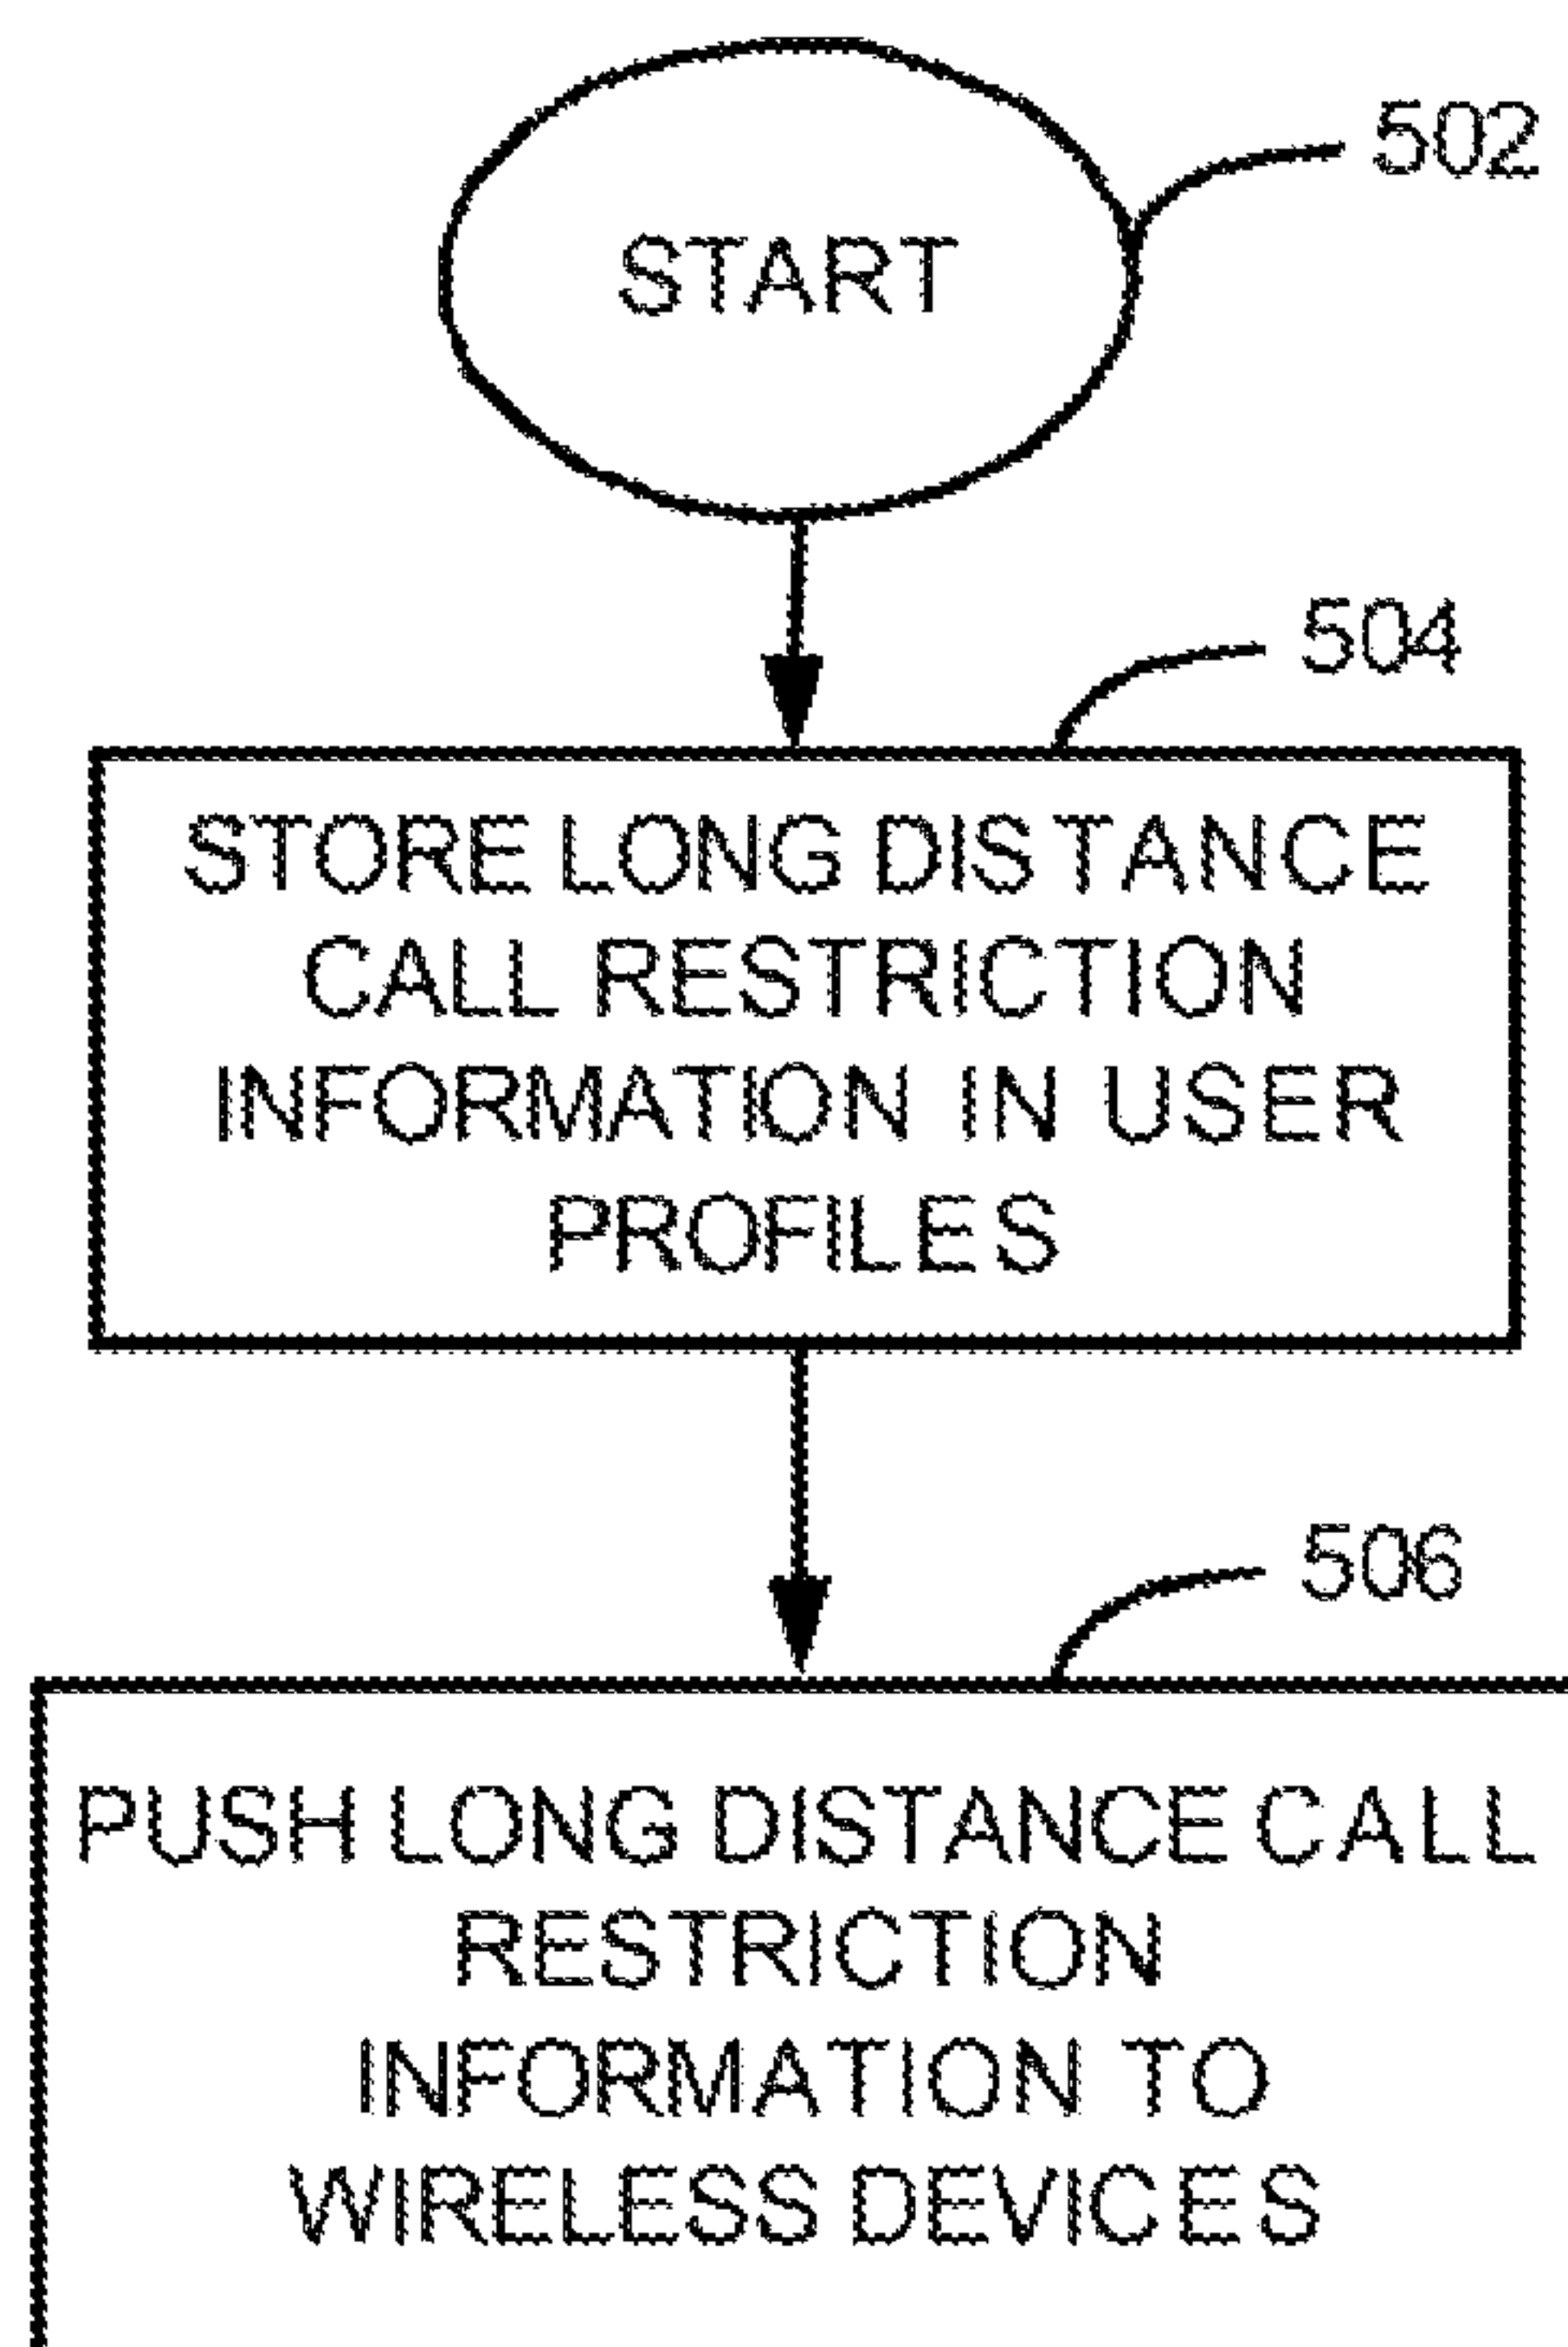 502
START
504
STORE LONG DISTANCE
CALL RESTRICTION
INFORMATION IN USER
PROFILES
506
PUSH LONG DISTANCE CALL
RESTRICTION
INFORMATION TO
WIRELESS DEVICES